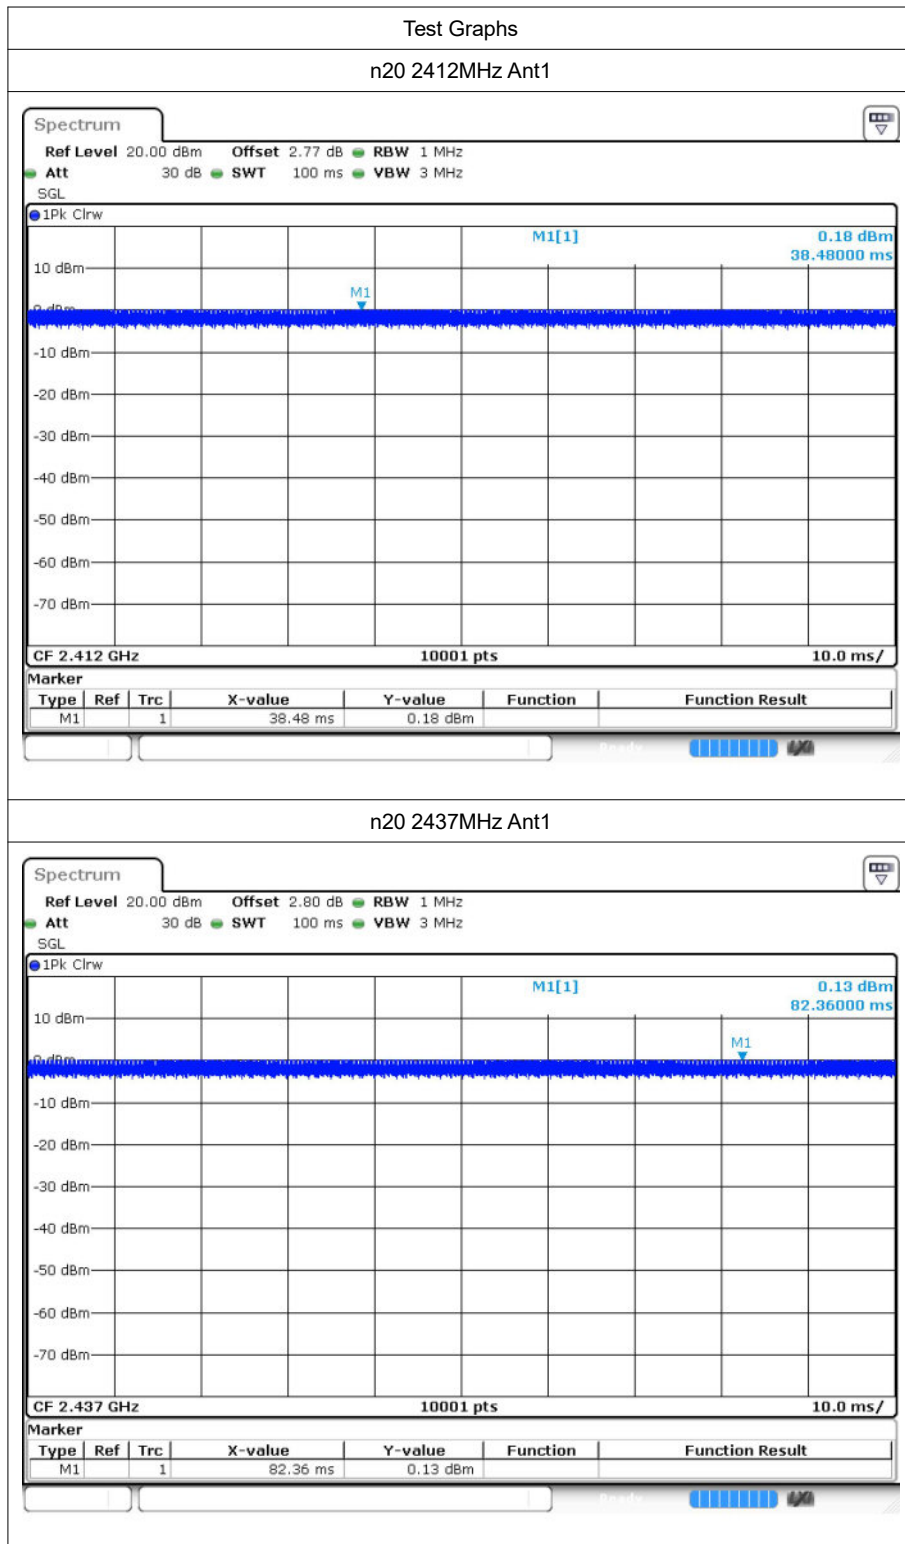 Test Graphs
n20 2412MHz Ant1
Spectrum
Ref Level 20.00 dBm Offset 2.77 dB RBW 1 MHz
Att 30 dB SWT 100 ms VBW 3 MHz
SGL
1Pk Clrw
M1[1] 0.18 dBm
38.48000 ms
10 dBm
M1
0 dBm
-10 dBm
-20 dBm
-30 dBm
-40 dBm
-50 dBm
-60 dBm
-70 dBm
CF 2.412 GHz 10001 pts 10.0 ms/
Marker
Type Ref Trc X-value Y-value Function Function Result
M1 1 38.48 ms 0.18 dBm
Ready
n20 2437MHz Ant1
Spectrum
Ref Level 20.00 dBm Offset 2.80 dB RBW 1 MHz
Att 30 dB SWT 100 ms VBW 3 MHz
SGL
1Pk Clrw
M1[1] 0.13 dBm
82.36000 ms
10 dBm
M1
0 dBm
-10 dBm
-20 dBm
-30 dBm
-40 dBm
-50 dBm
-60 dBm
-70 dBm
CF 2.437 GHz 10001 pts 10.0 ms/
Marker
Type Ref Trc X-value Y-value Function Function Result
M1 1 82.36 ms 0.13 dBm
Ready